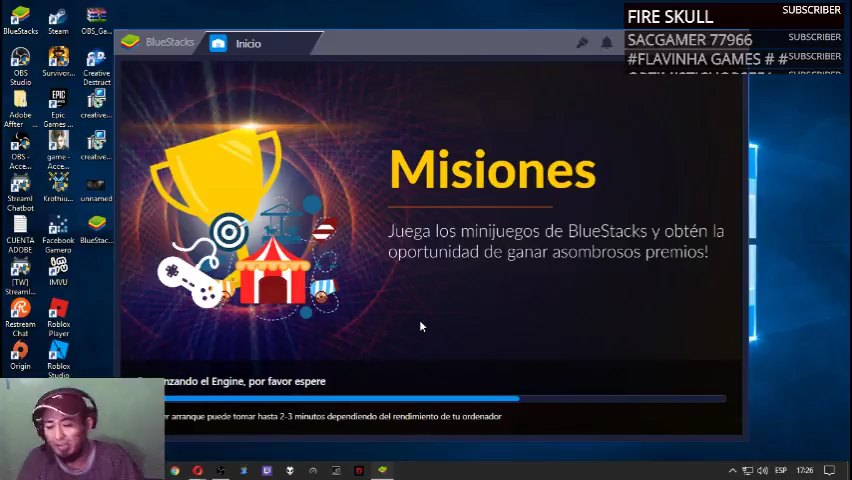 FIRE SKULL SUBSCRIBER
SACGAMER 77966 SUBSCRIBER
#FLAVINHA GAMES # # SUBSCRIBER
SUBSCRIBER
BlueStacks
Inicio
BlueStacks
Steam
OBS_Ga...
OBS Studio
Survivor...
Creative Destruct
Adobe Affter ...
Epic Games ...
creative...
OBS - Acce...
game - Acce...
creative...
Streaml Chatbot
Krothiu...
unnamed
CUENTA ADOBE
Facebook Gamero
BlueStac...
[TW] Streaml...
IMVU
Restream Chat
Roblox Player
Origin
Roblox Studio
Misiones
Juega los minijuegos de BlueStacks y obtén la
oportunidad de ganar asombrosos premios!
el Engine, por favor espere
arranque puede tomar hasta 2-3 minutos dependiendo del rendimiento de tu ordenador
ESP 17:26